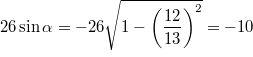 26 sin α = −26√(1 − (12/13)²) = −10